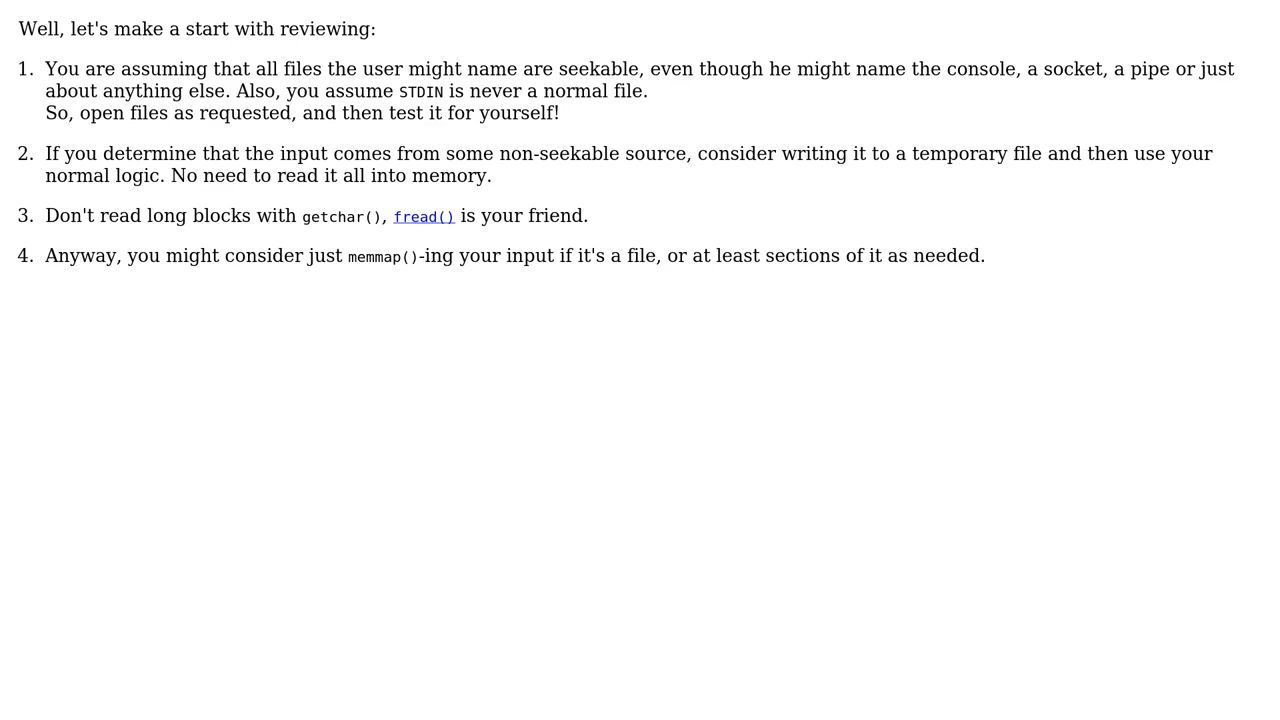 Well, let's make a start with reviewing:
1. You are assuming that all files the user might name are seekable, even though he might name the console, a socket, a pipe or just
about anything else. Also, you assume STDIN is never a normal file.
So, open files as requested, and then test it for yourself!
2. If you determine that the input comes from some non-seekable source, consider writing it to a temporary file and then use your
normal logic. No need to read it all into memory.
3. Don't read long blocks with getchar(), fread() is your friend.
4. Anyway, you might consider just memmap()-ing your input if it's a file, or at least sections of it as needed.